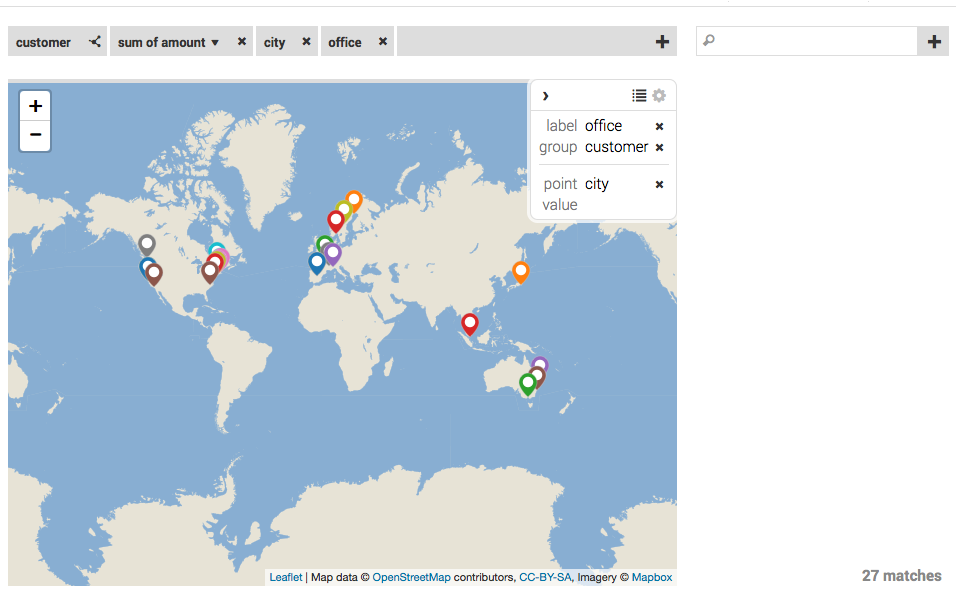 customer sum of amount ▼ × city × office × +
+
+
−
›
label office ×
group customer ×
point city ×
value
Leaflet | Map data © OpenStreetMap contributors, CC-BY-SA, Imagery © Mapbox
27 matches